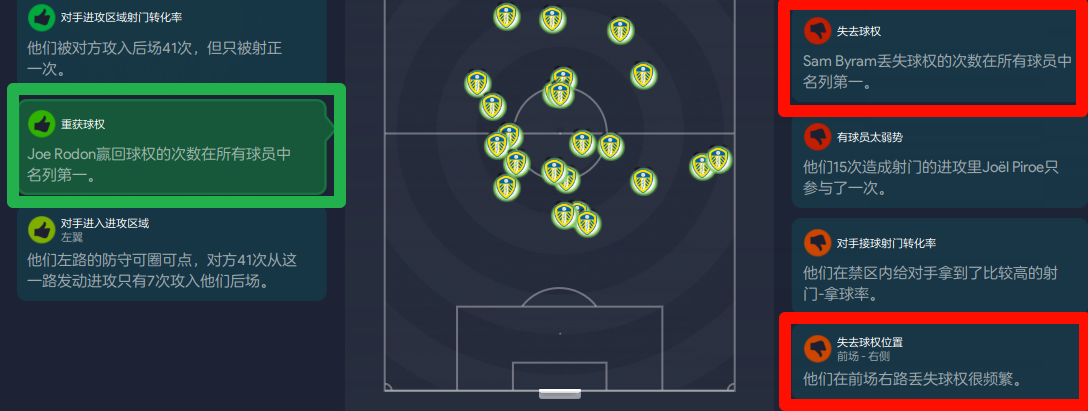 对手进攻区域射门转化率
他们被对方攻入后场41次，但只被射正
一次。
重获球权
Joe Rodon赢回球权的次数在所有球员中
名列第一。
对手进入进攻区域
左翼
他们左路的防守可圈可点，对方41次从这
一路发动进攻只有7次攻入他们后场。
失去球权
Sam Byram丢失球权的次数在所有球员中
名列第一。
有球员太弱势
他们15次造成射门的进攻里Joël Piroe只
参与了一次。
对手接球射门转化率
他们在禁区内给对手拿到了比较高的射
门-拿球率。
失去球权位置
前场 - 右侧
他们在前场右路丢失球权很频繁。